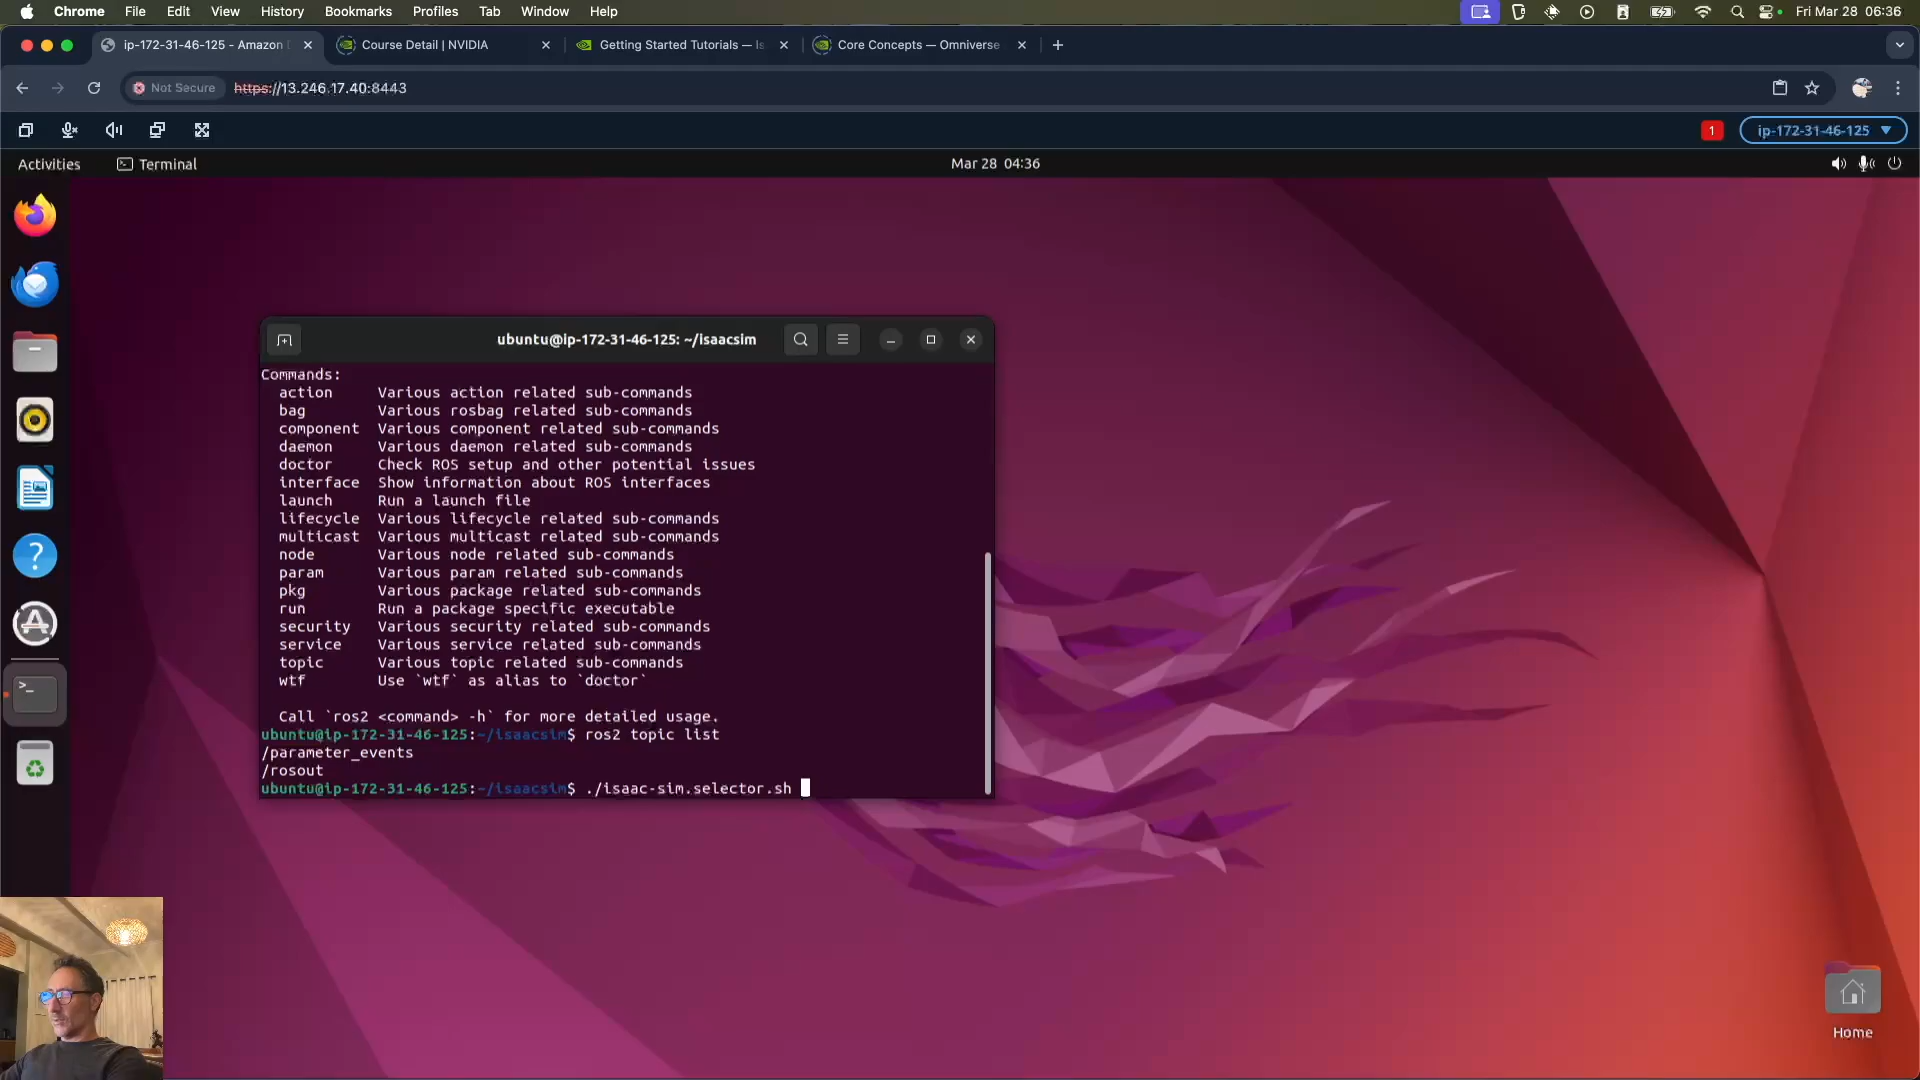 Chrome File Edit View History Bookmarks Profiles Tab Window Help Fri Mar 28 06:36
ip-172-31-46-125 - Amazon D Course Detail | NVIDIA Getting Started Tutorials — Is Core Concepts — Omniverse
Not Secure https://13.246.17.40:8443
1 ip-172-31-46-125
Activities Terminal Mar 28 04:36
ubuntu@ip-172-31-46-125: ~/isaacsim
Commands:
action Various action related sub-commands
bag Various rosbag related sub-commands
component Various component related sub-commands
daemon Various daemon related sub-commands
doctor Check ROS setup and other potential issues
interface Show information about ROS interfaces
launch Run a launch file
lifecycle Various lifecycle related sub-commands
multicast Various multicast related sub-commands
node Various node related sub-commands
param Various param related sub-commands
pkg Various package related sub-commands
run Run a package specific executable
security Various security related sub-commands
service Various service related sub-commands
topic Various topic related sub-commands
wtf Use `wtf` as alias to `doctor`
Call `ros2 <command> -h` for more detailed usage.
ubuntu@ip-172-31-46-125:~/isaacsim$ ros2 topic list
/parameter_events
/rosout
ubuntu@ip-172-31-46-125:~/isaacsim$ ./isaac-sim.selector.sh
Home